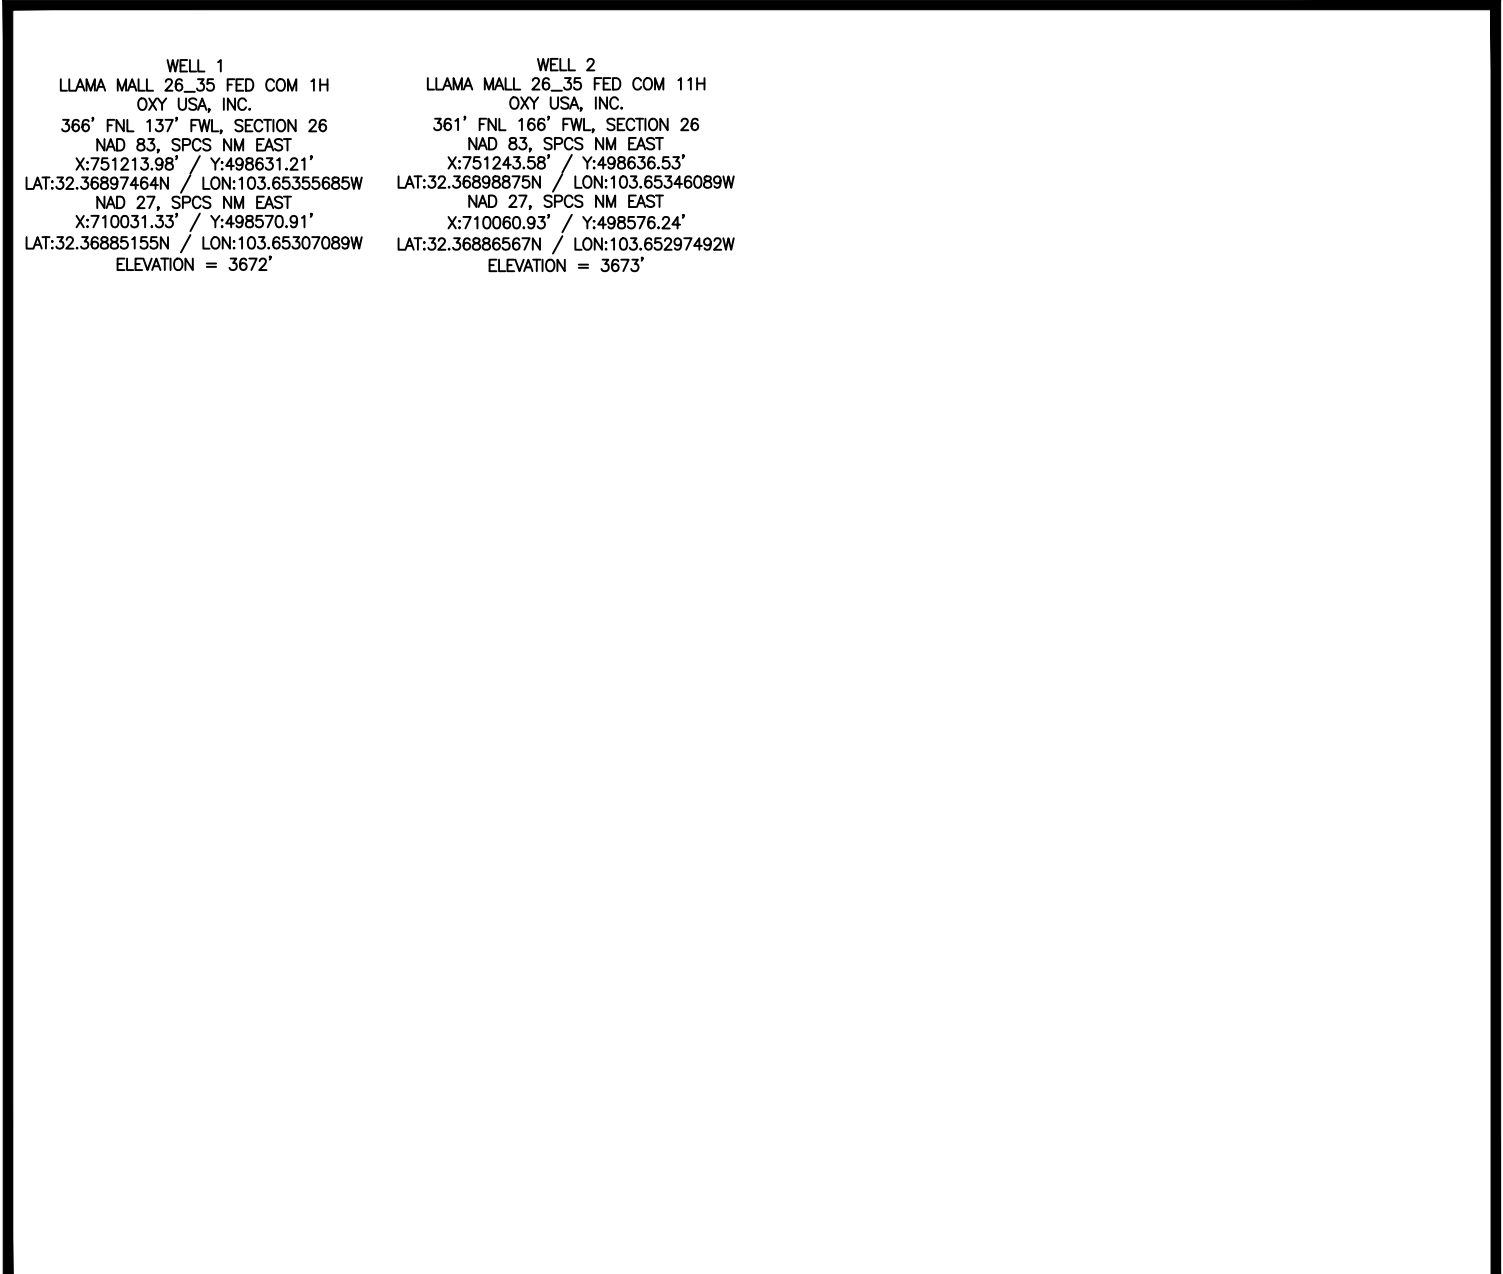 WELL 1
LLAMA MALL 26_35 FED COM 1H
OXY USA, INC.
366' FNL 137' FWL, SECTION 26
NAD 83, SPCS NM EAST
X:751213.98' / Y:498631.21'
LAT:32.36897464N / LON:103.65355685W
NAD 27, SPCS NM EAST
X:710031.33' / Y:498570.91'
LAT:32.36885155N / LON:103.65307089W
ELEVATION = 3672'
WELL 2
LLAMA MALL 26_35 FED COM 11H
OXY USA, INC.
361' FNL 166' FWL, SECTION 26
NAD 83, SPCS NM EAST
X:751243.58' / Y:498636.53'
LAT:32.36898875N / LON:103.65346089W
NAD 27, SPCS NM EAST
X:710060.93' / Y:498576.24'
LAT:32.36886567N / LON:103.65297492W
ELEVATION = 3673'